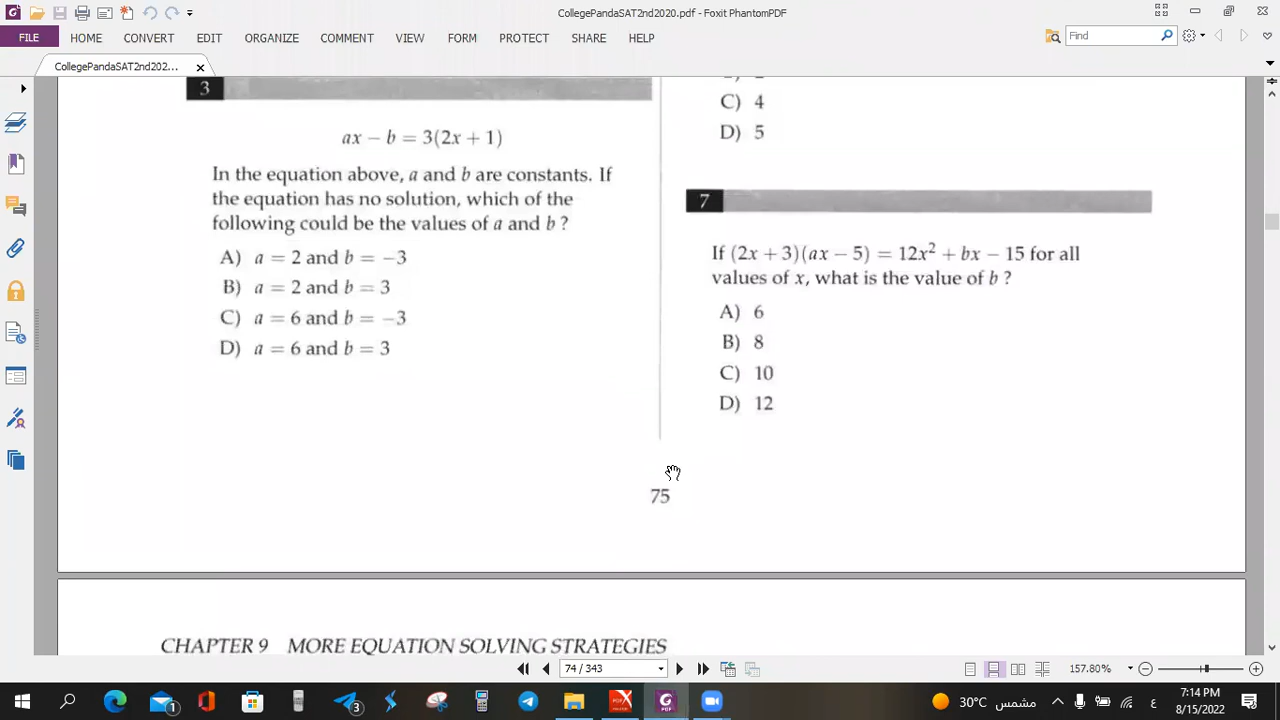 CollegePandaSAT2nd2020.pdf - Foxit PhantomPDF
FILE HOME CONVERT EDIT ORGANIZE COMMENT VIEW FORM PROTECT SHARE HELP
Find
CollegePandaSAT2nd202...
3
ax − b = 3(2x + 1)
In the equation above, a and b are constants. If
the equation has no solution, which of the
following could be the values of a and b ?
A) a = 2 and b = −3
B) a = 2 and b = 3
C) a = 6 and b = −3
D) a = 6 and b = 3
C) 4
D) 5
7
If (2x + 3)(ax − 5) = 12x² + bx − 15 for all
values of x, what is the value of b ?
A) 6
B) 8
C) 10
D) 12
75
CHAPTER 9 MORE EQUATION SOLVING STRATEGIES
74 / 343
157.80%
1
3
30°C مشمس
ع
7:14 PM
8/15/2022